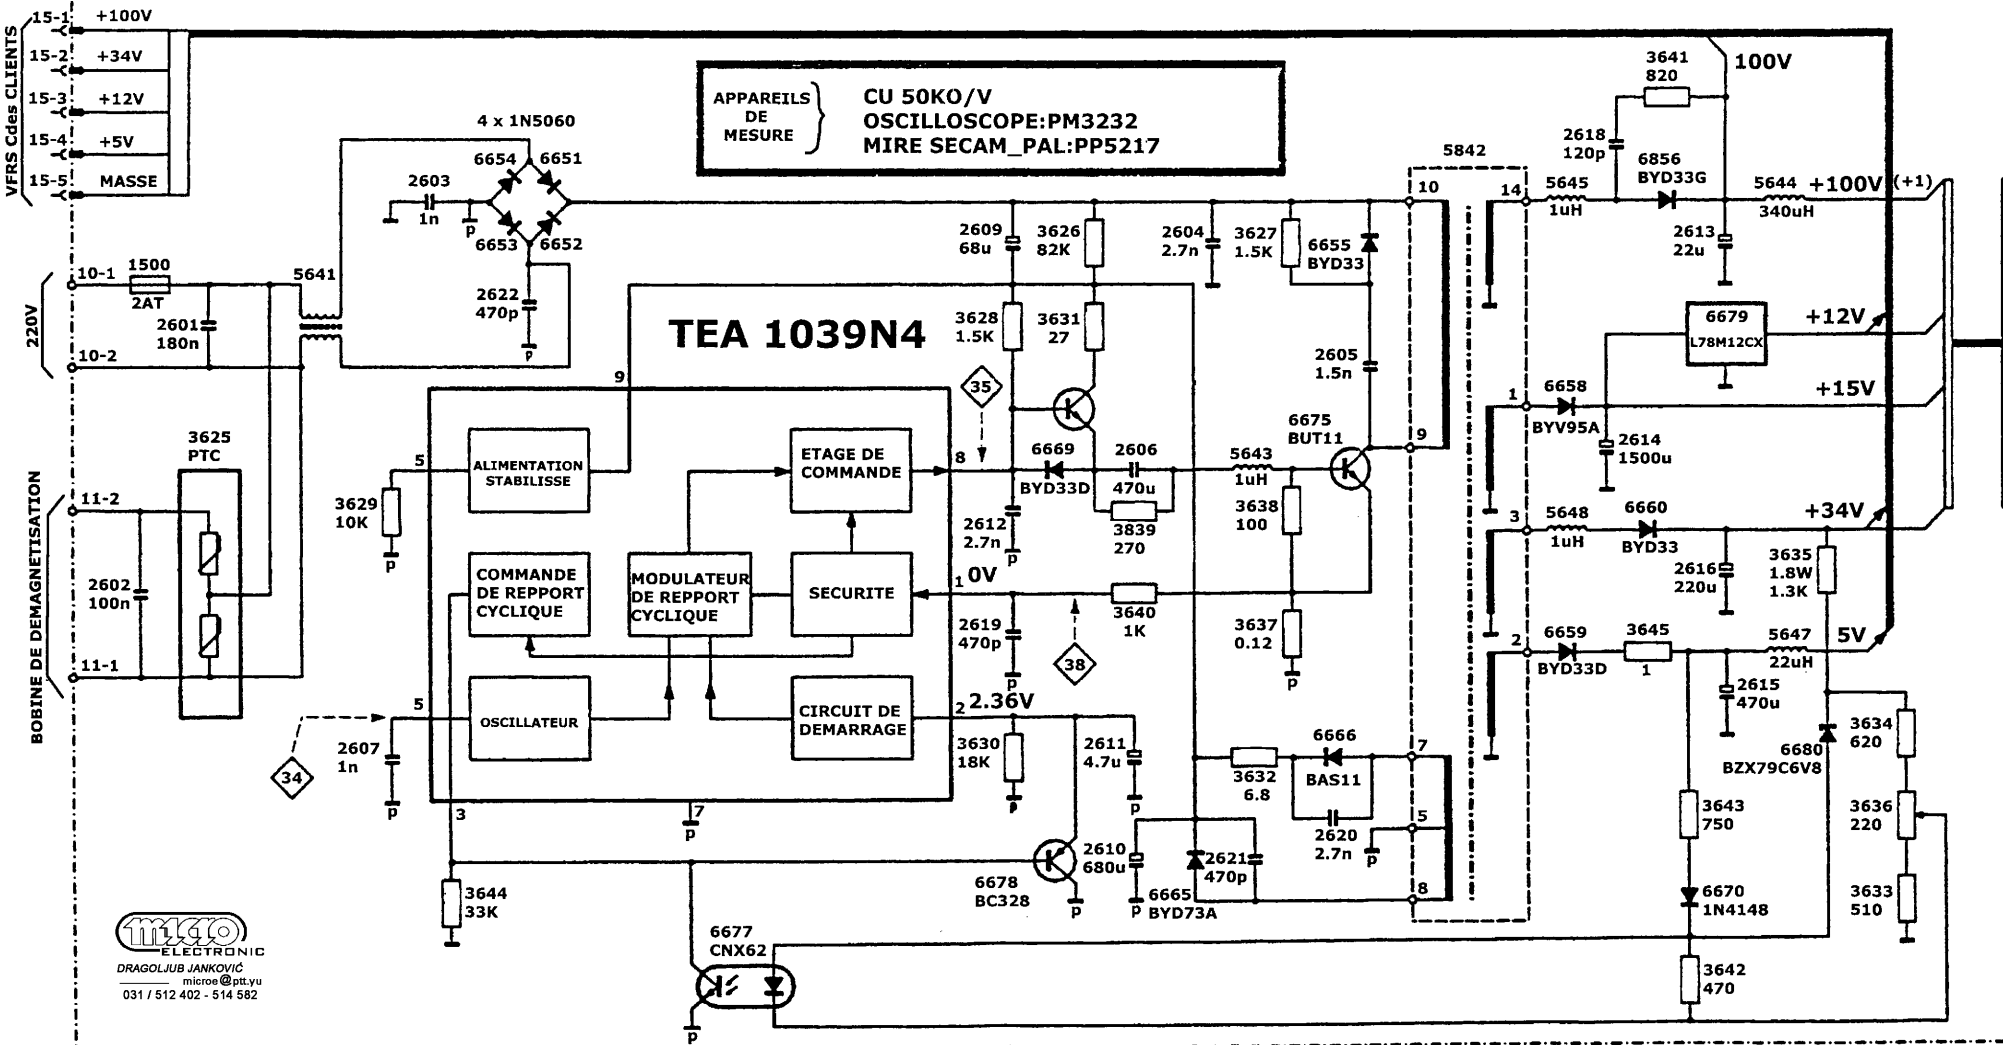 15-1 +100V
15-2 +34V
15-3 +12V
15-4 +5V
15-5 MASSE
VFRS Cdes CLIENTS
APPAREILS
DE
MESURE
CU 50KO/V
OSCILLOSCOPE:PM3232
MIRE SECAM_PAL:PP5217
4 x 1N5060
6654 6651
6653 6652
2603
1n
p
2622
470p
p
220V
10-1
1500
2AT
10-2
2601
180n
5641
BOBINE DE DEMAGNETISATION
11-2
11-1
2602
100n
3625
PTC
TEA 1039N4
9
5
ALIMENTATION
STABILISSE
ETAGE DE
COMMANDE
8
COMMANDE
DE REPPORT
CYCLIQUE
MODULATEUR
DE REPPORT
CYCLIQUE
SECURITE
1 0V
5
OSCILLATEUR
CIRCUIT DE
DEMARRAGE
2 2.36V
3
7
p
3629
10K
p
34
2607
1n
p
3644
33K
35
2609
68u
3626
82K
3628
1.5K
3631
27
2604
2.7n
3627
1.5K
6655
BYD33
2605
1.5n
6675
BUT11
6669
BYD33D
2606
470u
5643
1uH
2612
2.7n
p
3839
270
3638
100
3640
1K
2619
470p
p
38
3637
0.12
p
3630
18K
p
2611
4.7u
p
6678
BC328
p
2610
680u
p
6665
BYD73A
2621
470p
3632
6.8
6666
BAS11
2620
2.7n
p
6677
CNX62
p
5842
10
9
7
5
8
14
1
3
2
5645
1uH
2618
120p
3641
820
6856
BYD33G
100V
5644
340uH
+100V (+1)
2613
22u
6679
L78M12CX
+12V
6658
BYV95A
+15V
2614
1500u
5648
1uH
6660
BYD33
+34V
2616
220u
3635
1.8W
1.3K
6659
BYD33D
3645
1
5647
22uH
5V
2615
470u
6680
BZX79C6V8
3634
620
3643
750
3636
220
6670
1N4148
3633
510
3642
470
micro
ELECTRONIC
DRAGOLJUB JANKOVIĆ
microe@ptt.yu
031 / 512 402 - 514 582